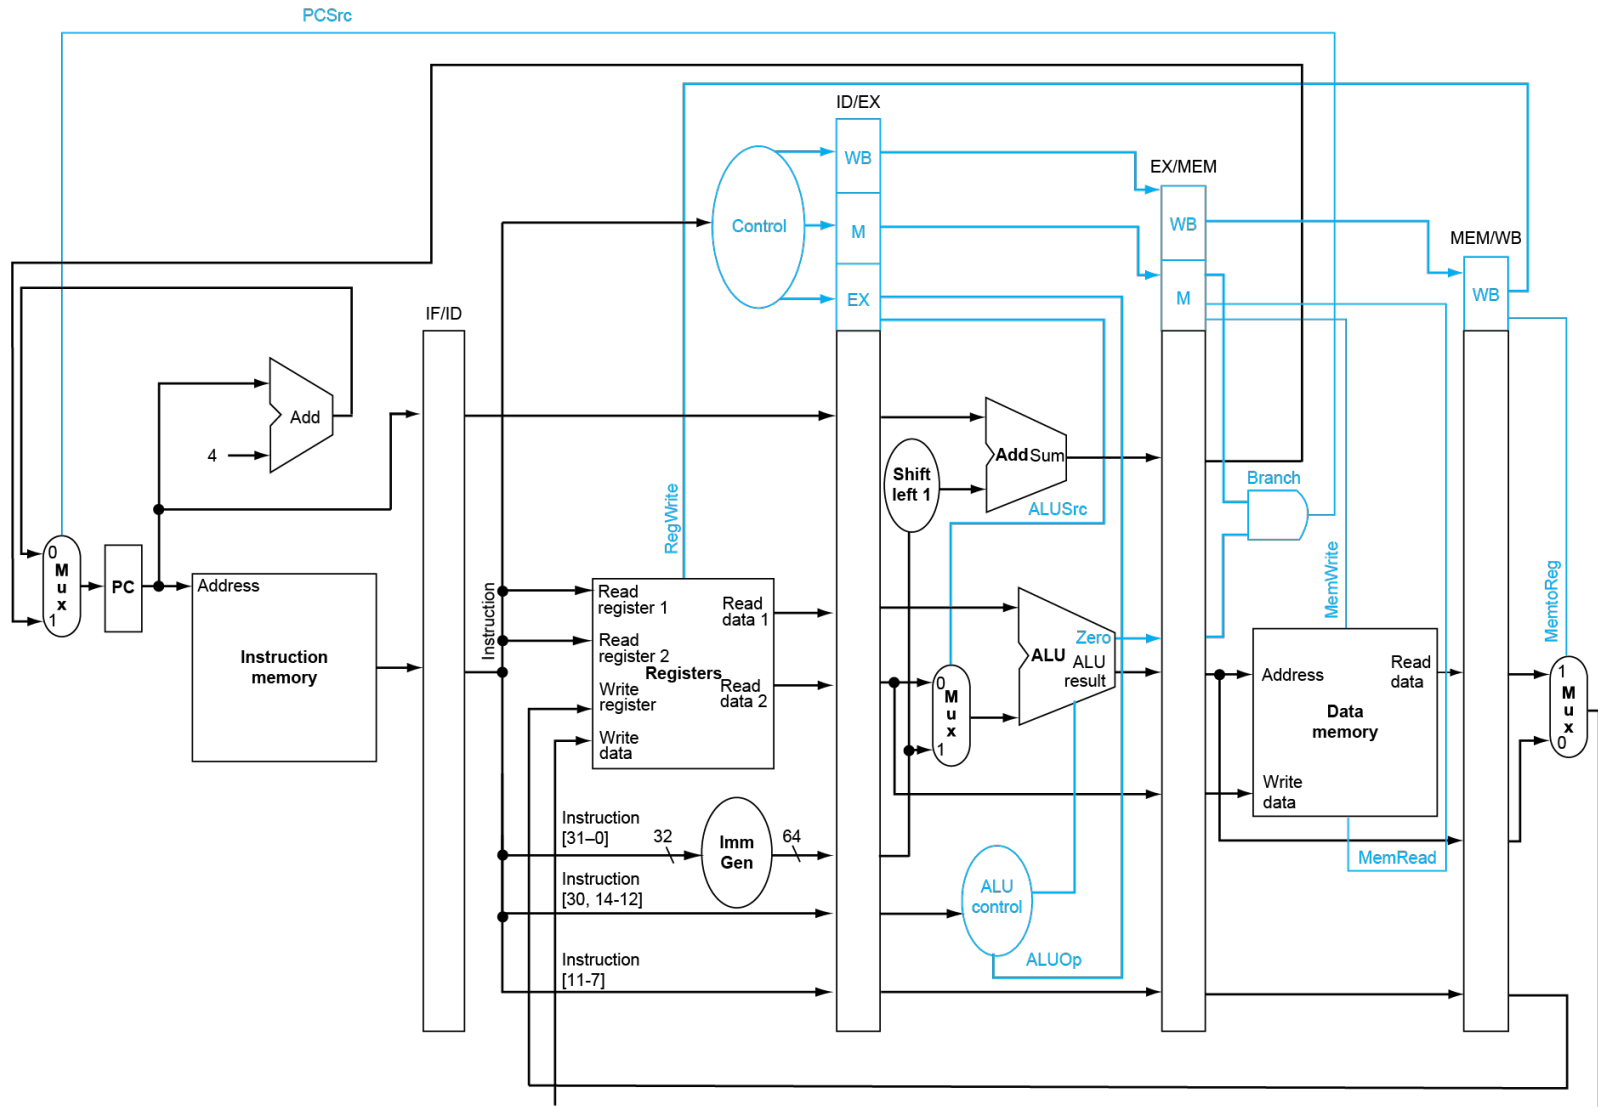 PCSrc
ID/EX
WB
EX/MEM
Control
M
WB
MEM/WB
EX
M
WB
IF/ID
Add
4
Add Sum
Shift
left 1
Branch
ALUSrc
RegWrite
MemWrite
MemtoReg
0
M
u
x
1
PC
Address
Instruction
memory
Instruction
Read
register 1
Read
data 1
Read
register 2
Registers
Read
data 2
Write
register
Write
data
Zero
ALU
ALU
result
0
M
u
x
1
Address
Read
data
Data
memory
Write
data
1
M
u
x
0
Instruction
[31–0]
32
Imm
Gen
64
MemRead
Instruction
[30, 14-12]
ALU
control
ALUOp
Instruction
[11-7]